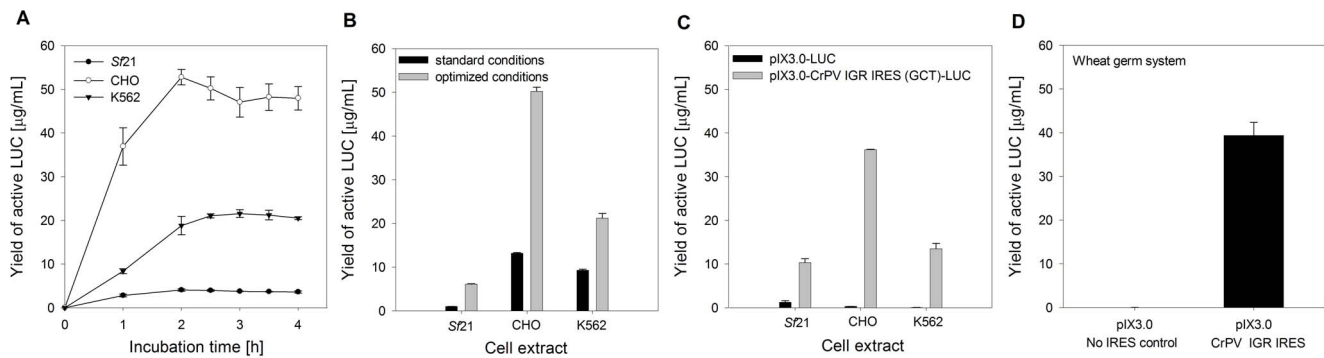 A
Yield of active LUC [µg/mL]
60
50
40
30
20
10
0
Sf21
CHO
K562
0
1
2
3
4
Incubation time [h]
B
Yield of active LUC [µg/mL]
60
50
40
30
20
10
0
standard conditions
optimized conditions
Sf21
CHO
K562
Cell extract
C
Yield of active LUC [µg/mL]
60
50
40
30
20
10
0
pIX3.0-LUC
pIX3.0-CrPV IGR IRES (GCT)-LUC
Sf21
CHO
K562
Cell extract
D
Yield of active LUC [µg/mL]
60
50
40
30
20
10
0
Wheat germ system
pIX3.0
No IRES control
pIX3.0
CrPV IGR IRES